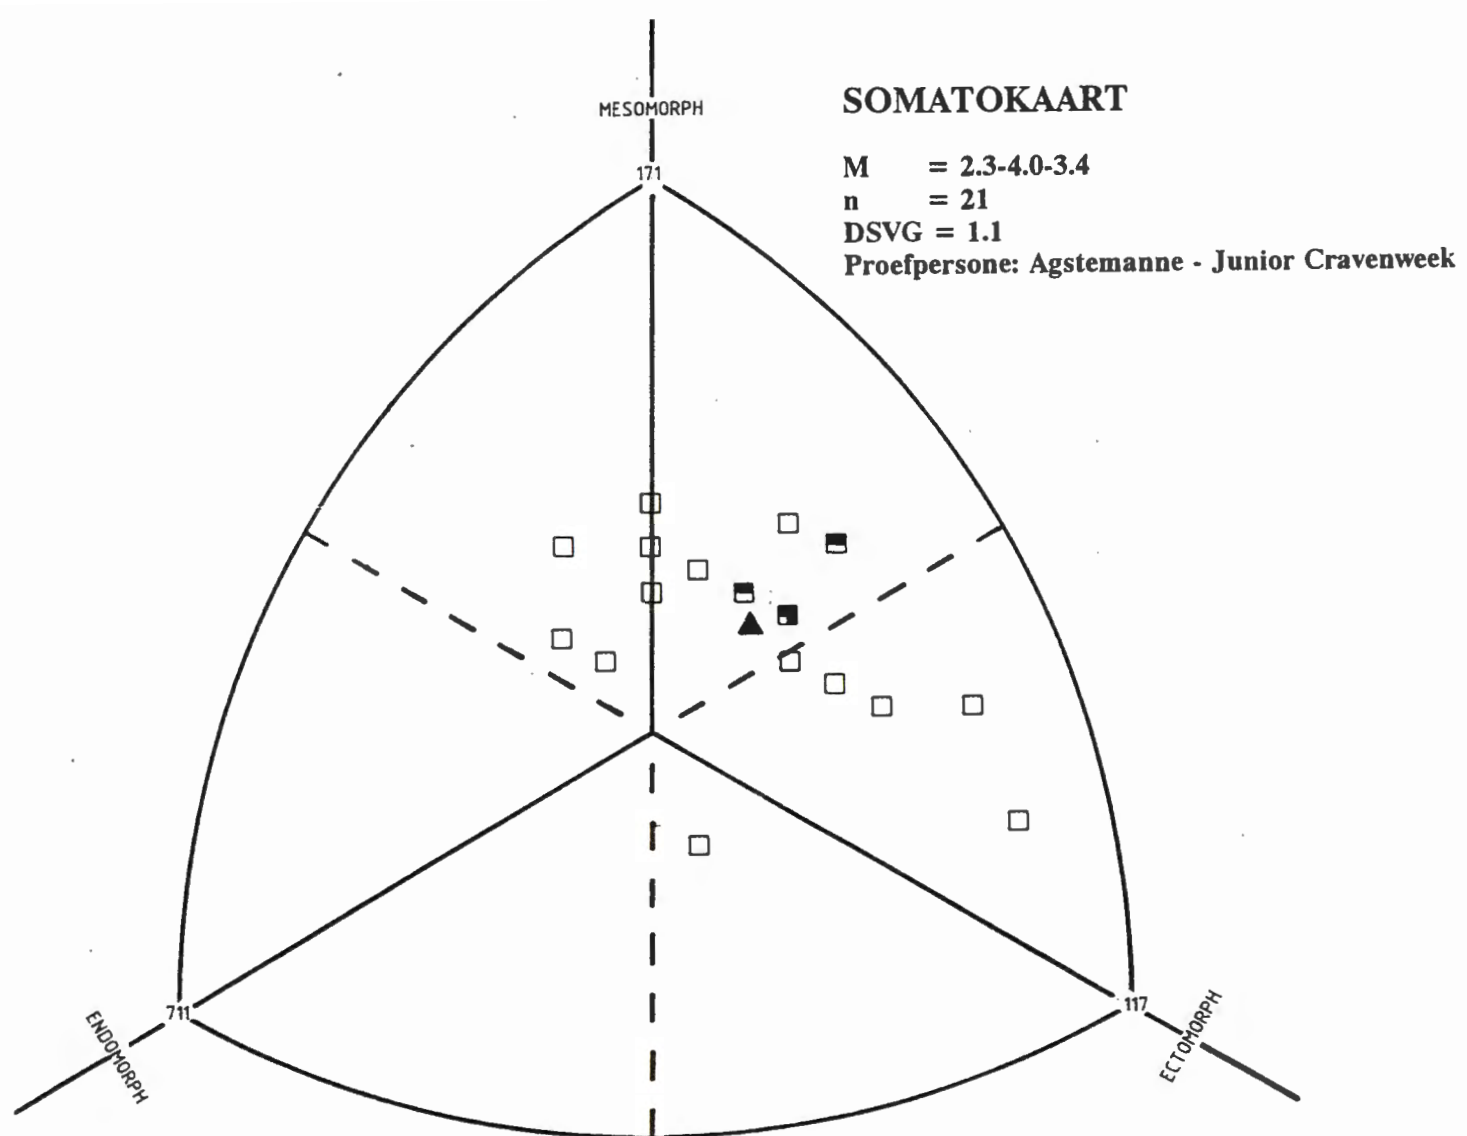 MESOMORPH
171
SOMATOKAART
M = 2.3-4.0-3.4
n = 21
DSVG = 1.1
Proefpersone: Agstemanne - Junior Cravenweek
711
ENDOMORPH
117
ECTOMORPH